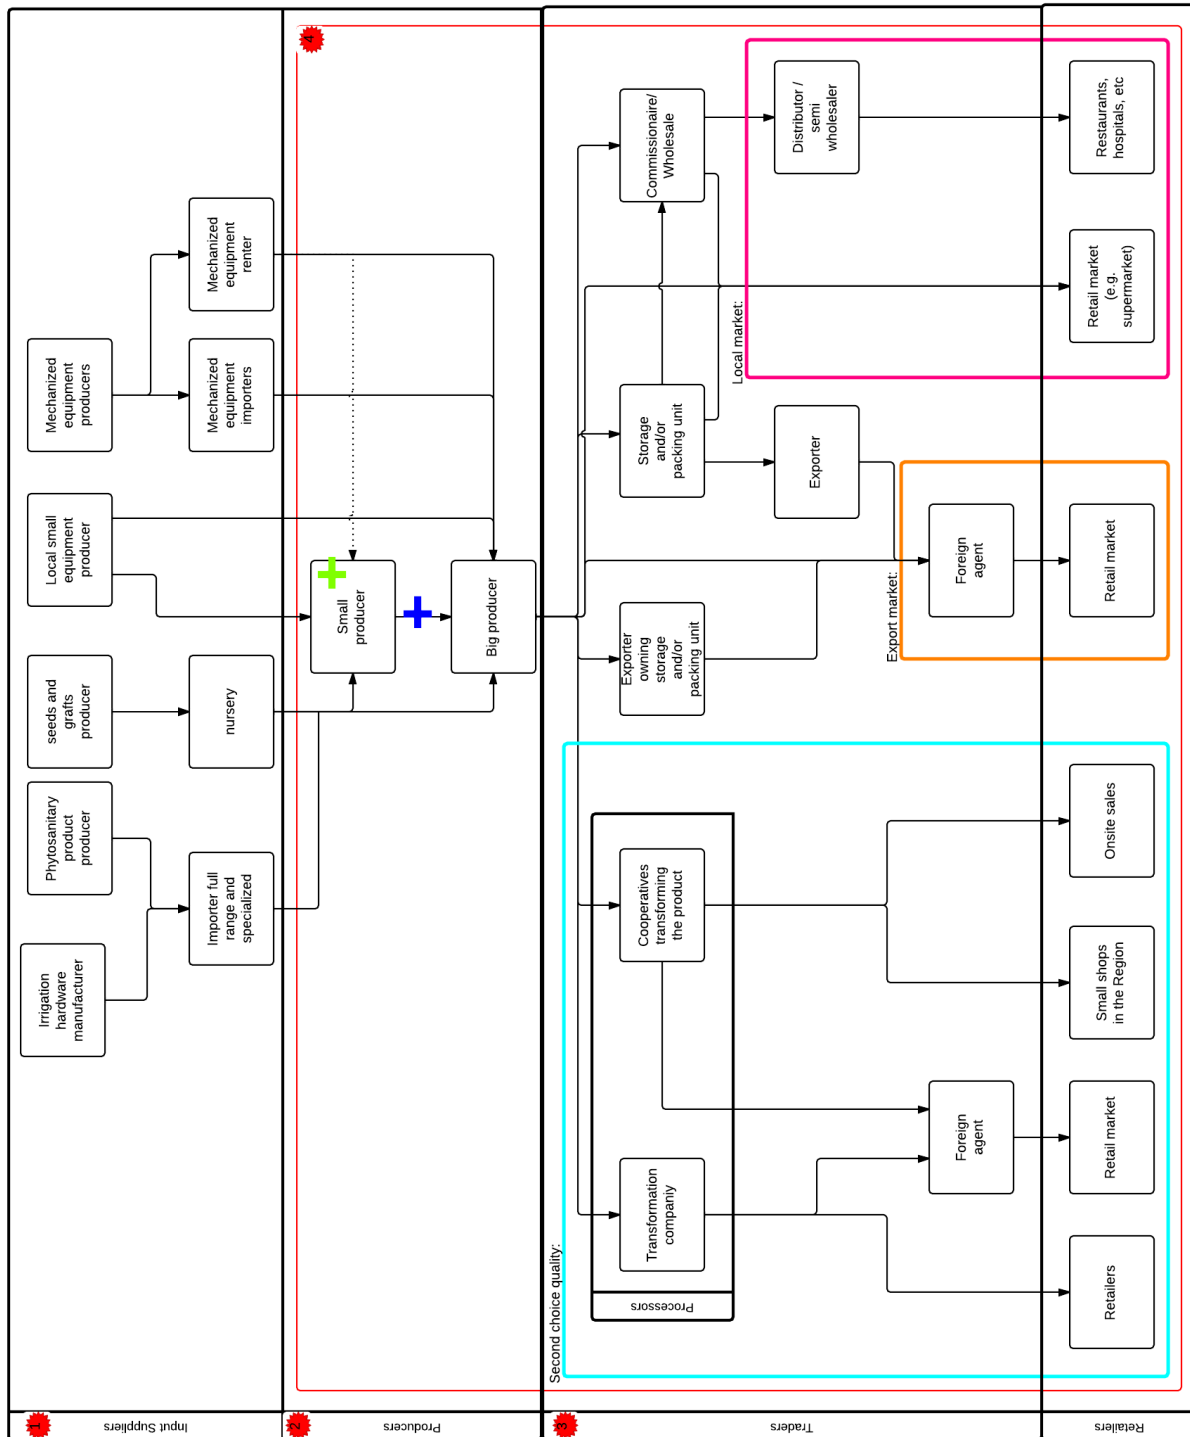 4
Mechanized
equipment
renter
Mechanized
equipment
producers
Mechanized
equipment
importers
Local small
equipment
producer
seeds and
grafts
producer
nursery
Phytosanitary
product
producer
Importer full
range and
specialized
Irrigation
hardware
manufacturer
1
Input Suppliers
Small
producer
Big producer
2
Producers
Commissionaire/
Wholesale
Distributor /
semi
wholesaler
Local market:
Storage
and/or
packing unit
Exporter
Exporter
owning
storage
and/or
packing unit
Export market:
Foreign
agent
Second choice quality:
Cooperatives
transforming
the product
Transformation
companiy
Processors
Foreign
agent
3
Traders
Restaurants,
hospitals, etc
Retail market
(e.g.
supermarket)
Retail market
Onsite sales
Small shops
in the Region
Retail market
Retailers
Retailers